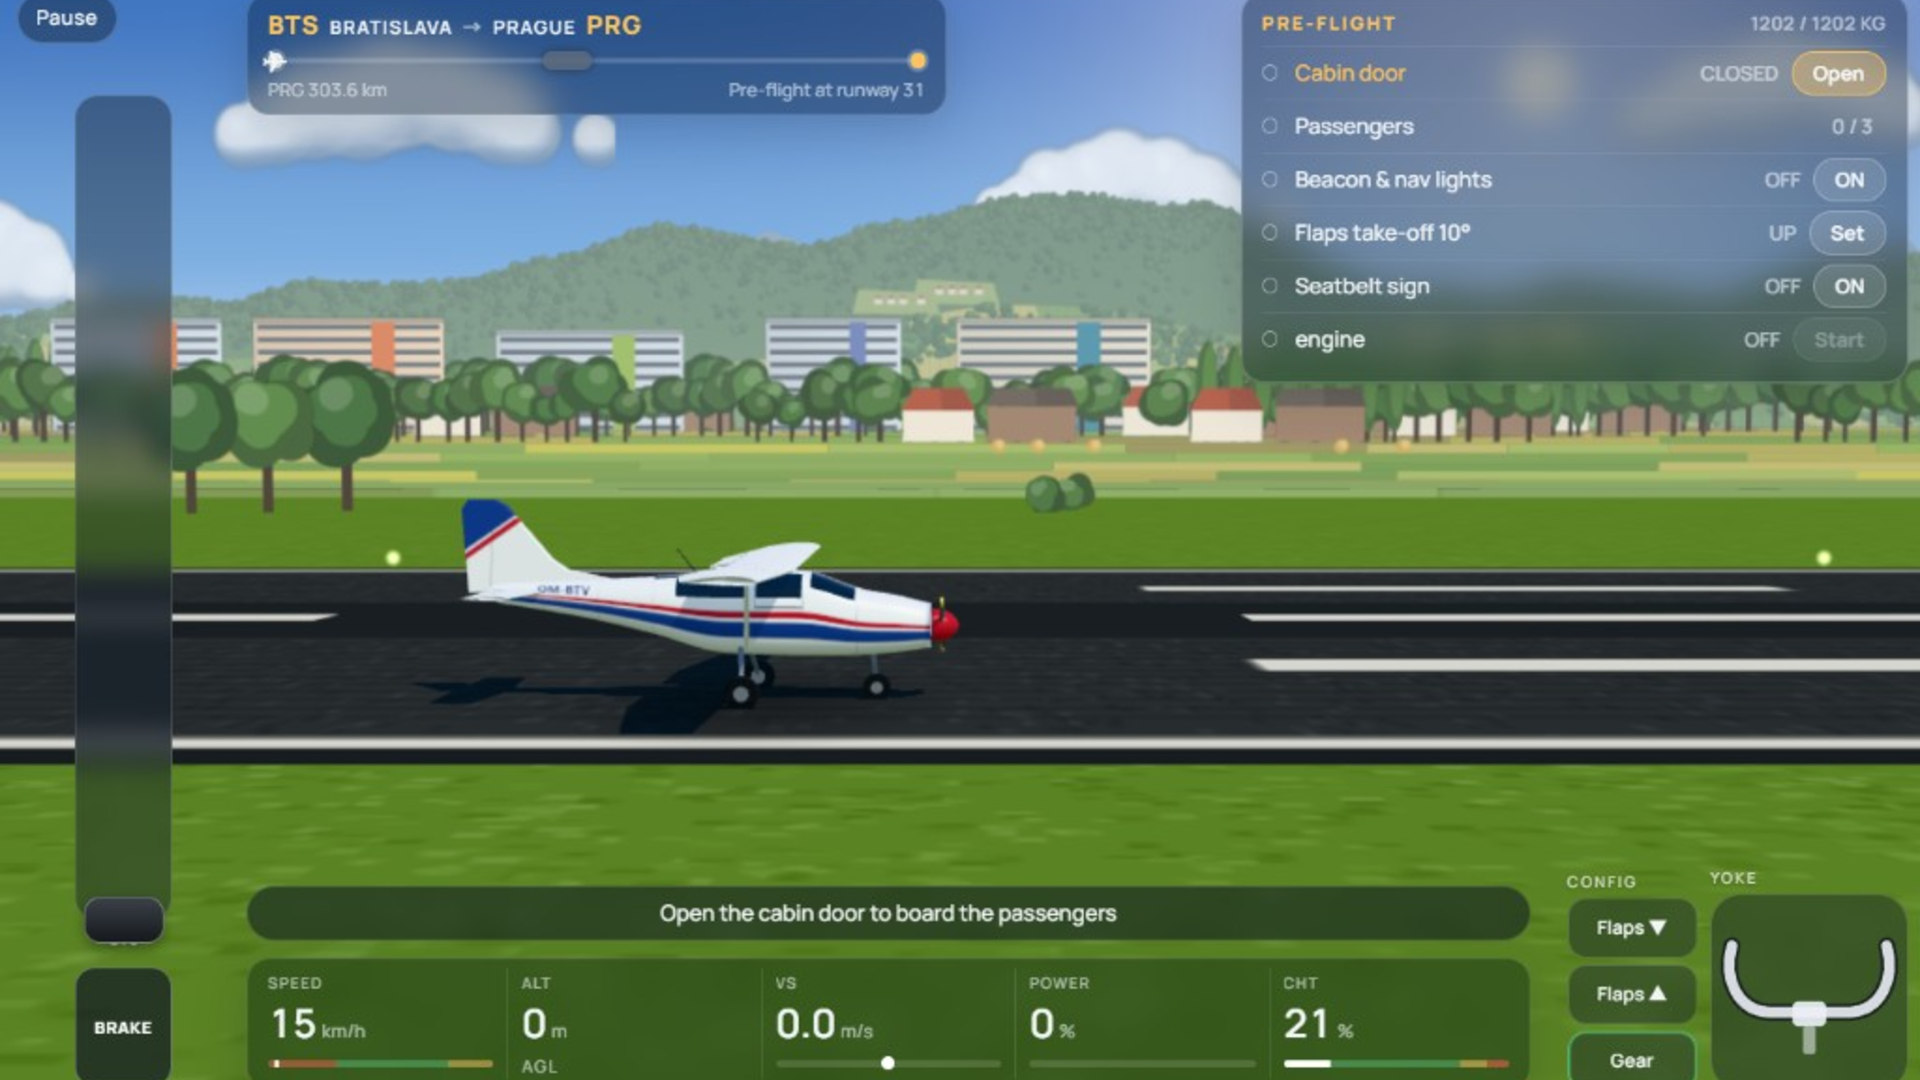 Pause
BTS BRATISLAVA → PRAGUE PRG
PRG 303.6 km
Pre-flight at runway 31
PRE-FLIGHT 1202 / 1202 KG
Cabin door CLOSED Open
Passengers 0 / 3
Beacon & nav lights OFF ON
Flaps take-off 10° UP Set
Seatbelt sign OFF ON
engine OFF Start
OM-BTV
Open the cabin door to board the passengers
BRAKE
SPEED
15 km/h
ALT
0 m
AGL
VS
0.0 m/s
POWER
0 %
CHT
21 %
CONFIG
Flaps ▼
Flaps ▲
Gear
YOKE